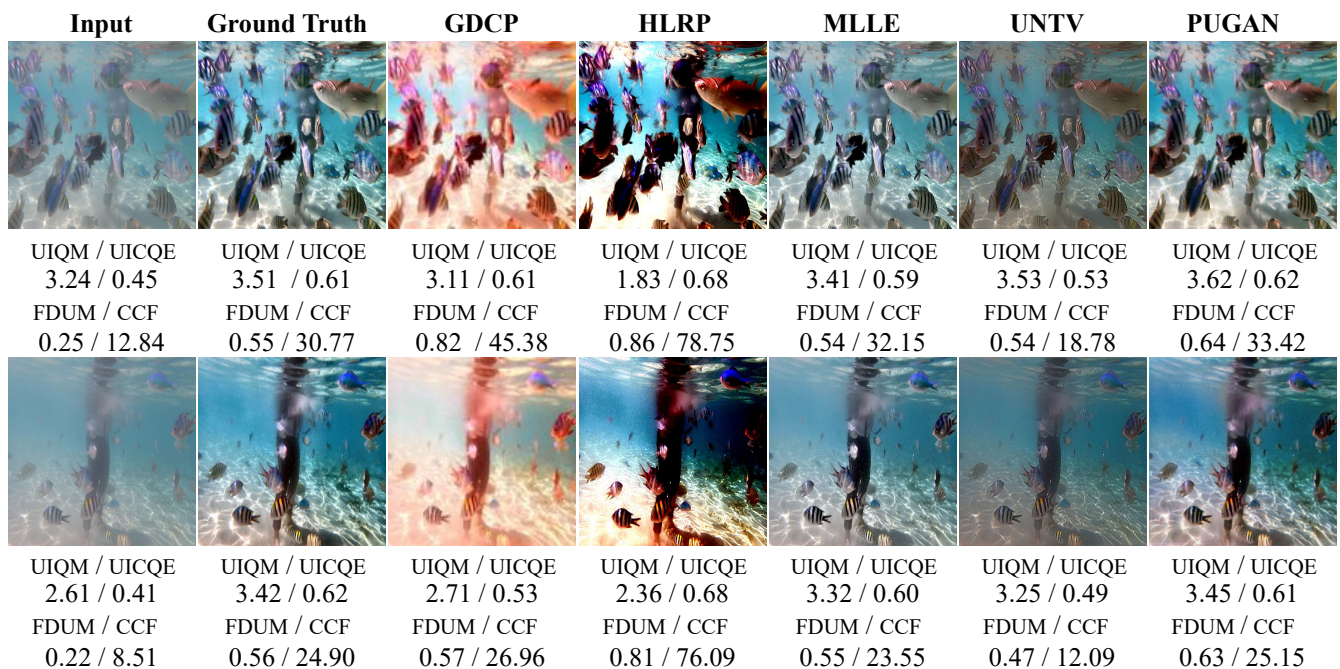 Input Ground Truth GDCP HLRP MLLE UNTV PUGAN
UIQM / UICQE UIQM / UICQE UIQM / UICQE UIQM / UICQE UIQM / UICQE UIQM / UICQE UIQM / UICQE
3.24 / 0.45 3.51 / 0.61 3.11 / 0.61 1.83 / 0.68 3.41 / 0.59 3.53 / 0.53 3.62 / 0.62
FDUM / CCF FDUM / CCF FDUM / CCF FDUM / CCF FDUM / CCF FDUM / CCF FDUM / CCF
0.25 / 12.84 0.55 / 30.77 0.82 / 45.38 0.86 / 78.75 0.54 / 32.15 0.54 / 18.78 0.64 / 33.42
UIQM / UICQE UIQM / UICQE UIQM / UICQE UIQM / UICQE UIQM / UICQE UIQM / UICQE UIQM / UICQE
2.61 / 0.41 3.42 / 0.62 2.71 / 0.53 2.36 / 0.68 3.32 / 0.60 3.25 / 0.49 3.45 / 0.61
FDUM / CCF FDUM / CCF FDUM / CCF FDUM / CCF FDUM / CCF FDUM / CCF FDUM / CCF
0.22 / 8.51 0.56 / 24.90 0.57 / 26.96 0.81 / 76.09 0.55 / 23.55 0.47 / 12.09 0.63 / 25.15